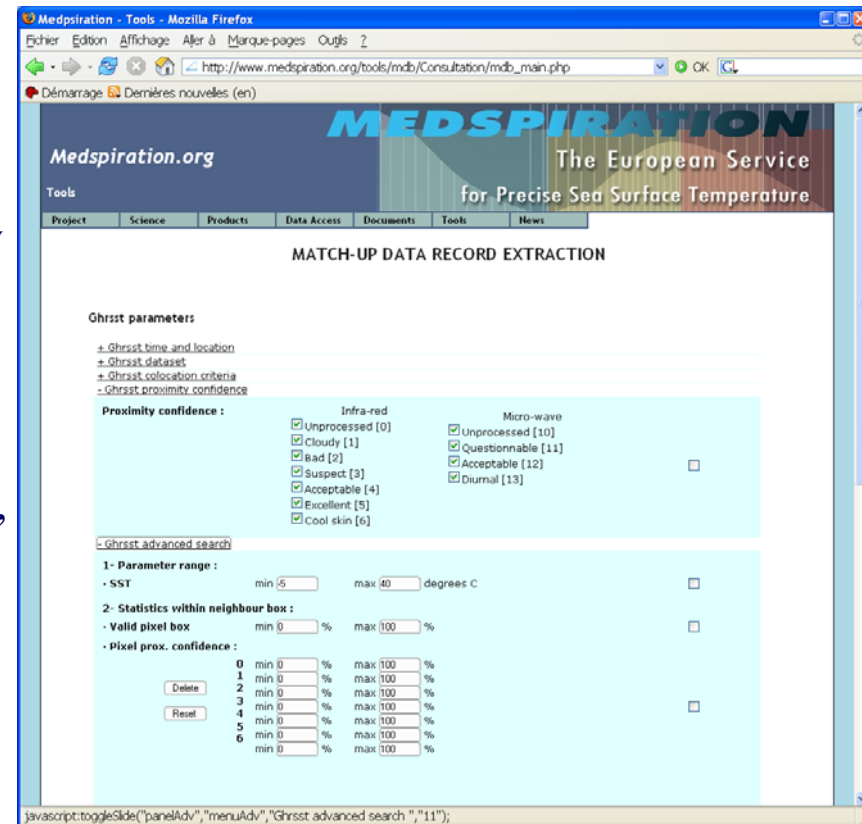 Medpsiration - Tools - Mozilla Firefox
Fichier Edition Affichage Aller à Marque-pages Outils ?
http://www.medspiration.org/tools/mdb/Consultation/mdb_main.php OK G
Démarrage Dernières nouvelles (en)
MEDSPIRATION
Medspiration.org
The European Service
Tools
for Precise Sea Surface Temperature
Project Science Products Data Access Documents Tools News
MATCH-UP DATA RECORD EXTRACTION
Ghrsst parameters
+ Ghrsst time and location
+ Ghrsst dataset
+ Ghrsst colocation criteria
- Ghrsst proximity confidence
Proximity confidence : Infra-red Micro-wave
Unprocessed [0] Unprocessed [10]
Cloudy [1] Questionnable [11]
Bad [2] Acceptable [12]
Suspect [3] Diurnal [13]
Acceptable [4]
Excellent [5]
Cool skin [6]
- Ghrsst advanced search
1- Parameter range :
· SST min -5 max 40 degrees C
2- Statistics within neighbour box :
· Valid pixel box min 0 % max 100 %
· Pixel prox. confidence :
0 min 0 % max 100 %
1 min 0 % max 100 %
Delete 2 min 0 % max 100 %
3 min 0 % max 100 %
Reset 4 min 0 % max 100 %
5 min 0 % max 100 %
6 min 0 % max 100 %
javascript:toggleSlide("panelAdv","menuAdv","Ghrsst advanced search ","11");